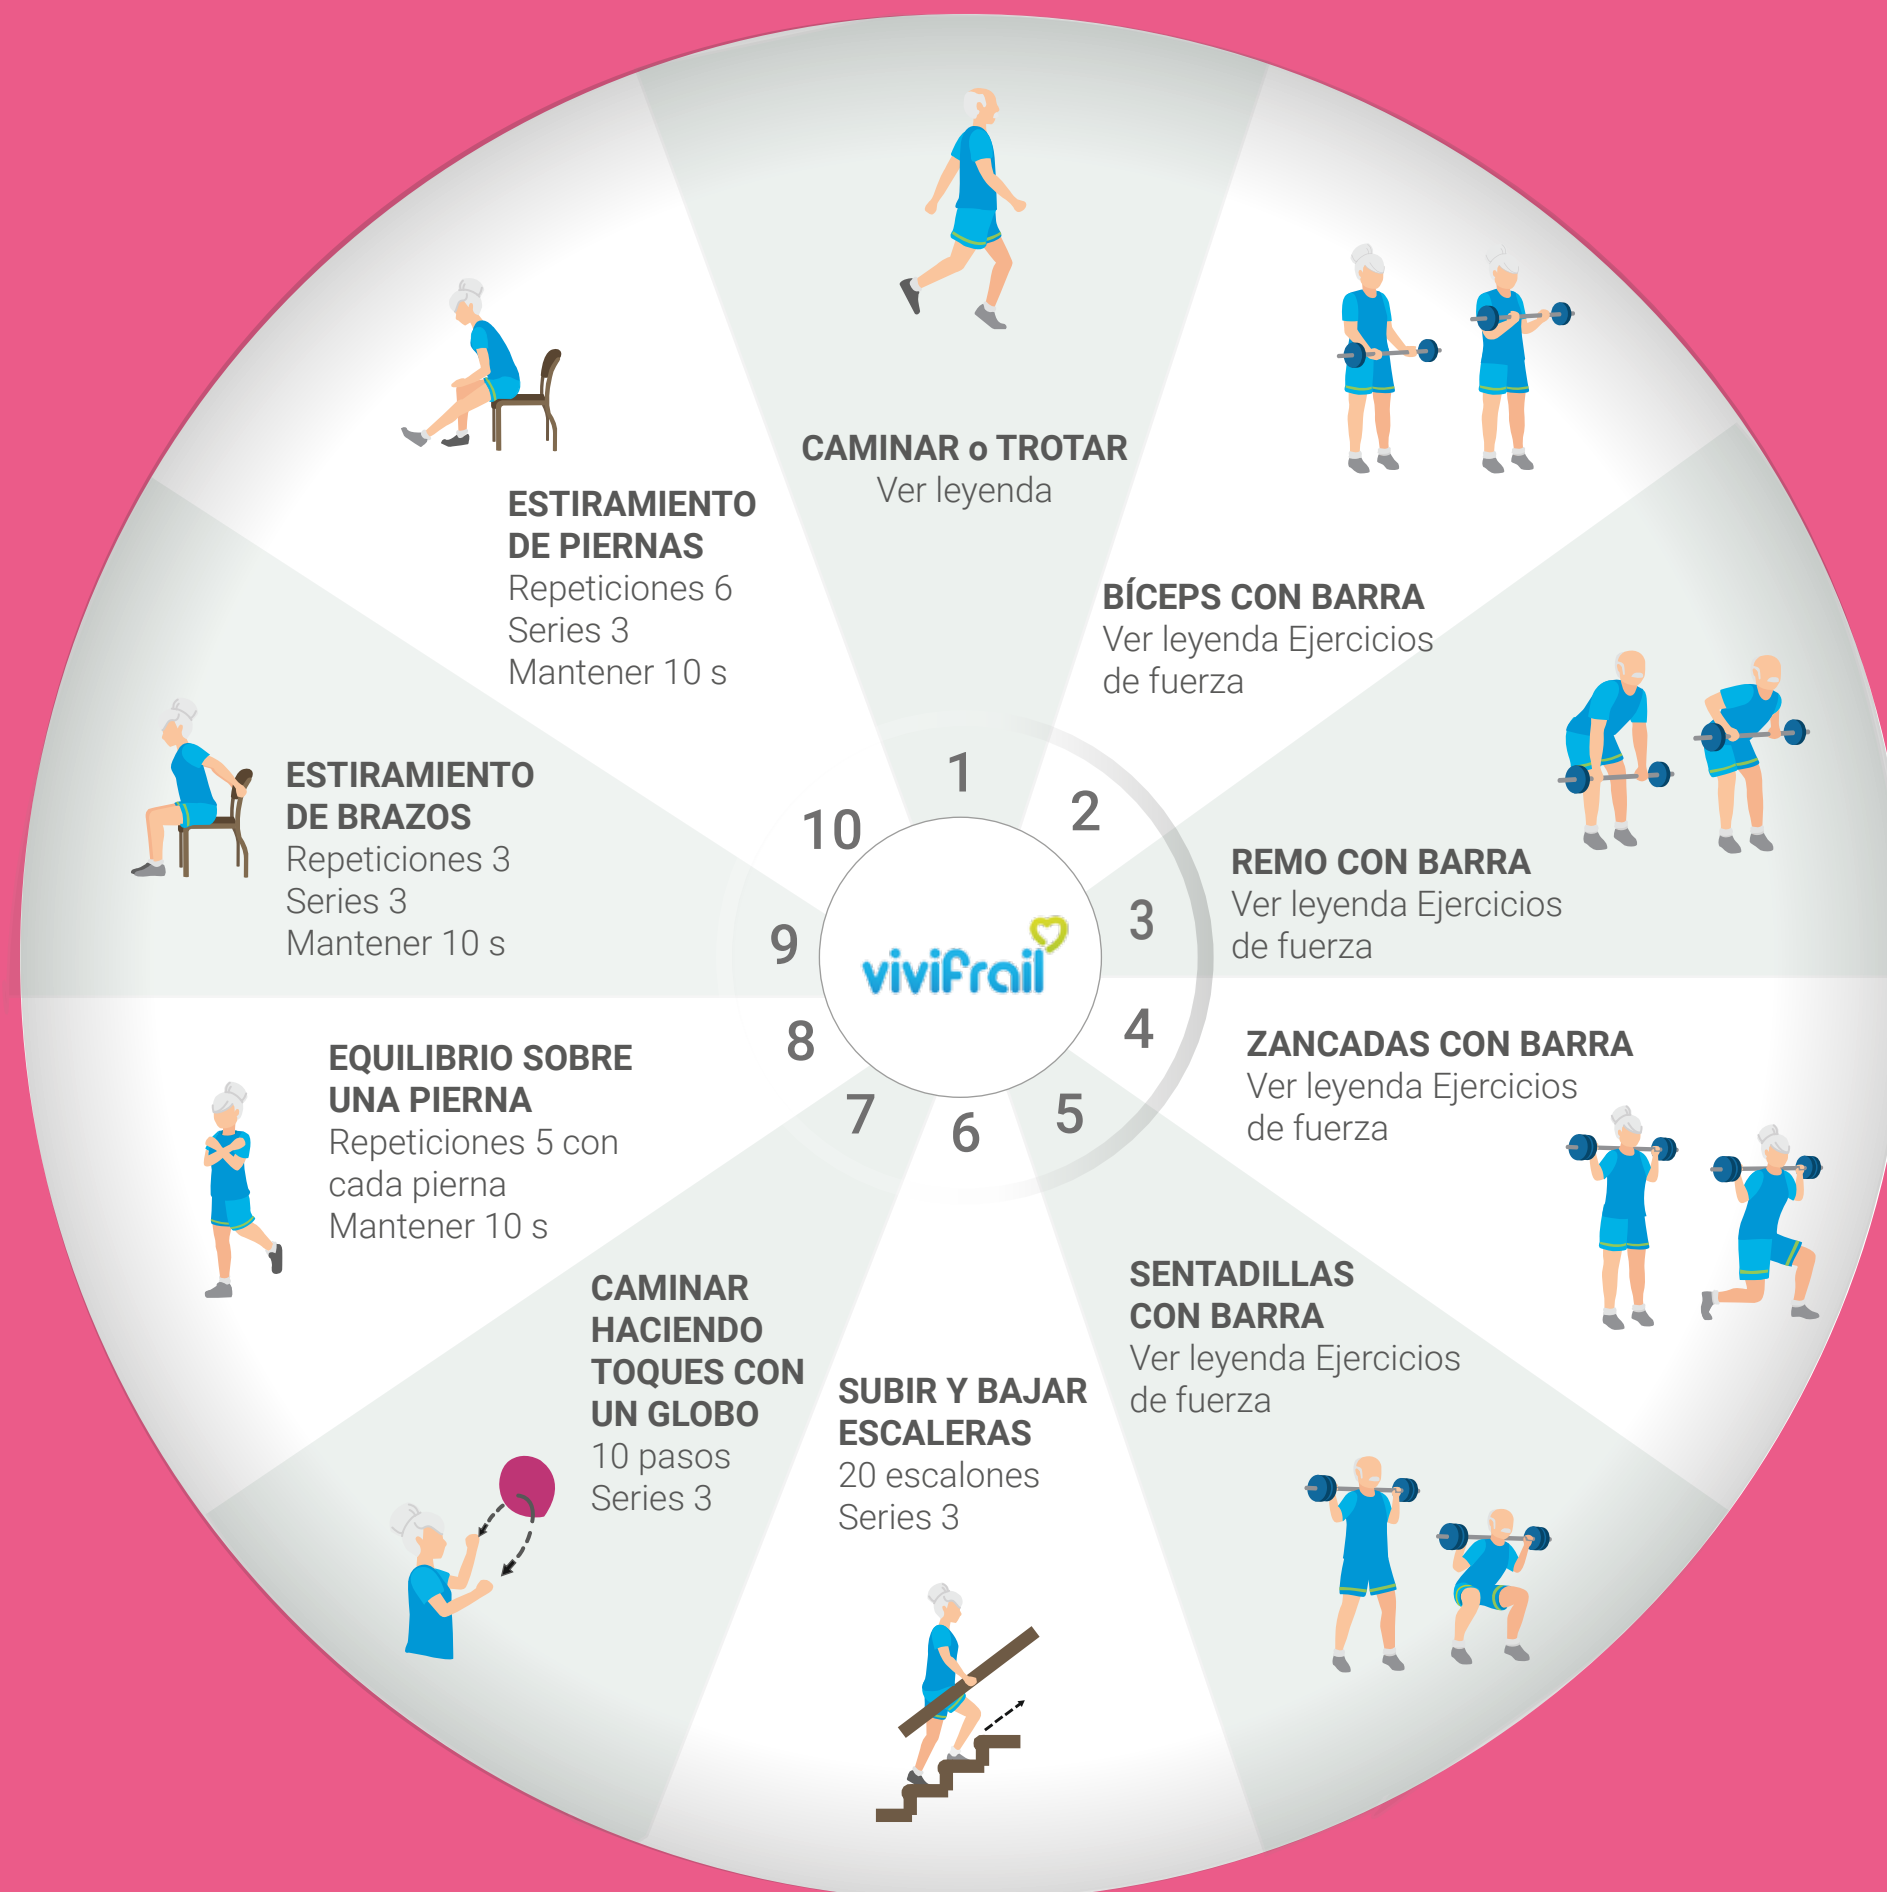 1
CAMINAR o TROTAR
Ver leyenda
2
BÍCEPS CON BARRA
Ver leyenda Ejercicios
de fuerza
3
REMO CON BARRA
Ver leyenda Ejercicios
de fuerza
4
ZANCADAS CON BARRA
Ver leyenda Ejercicios
de fuerza
5
SENTADILLAS
CON BARRA
Ver leyenda Ejercicios
de fuerza
6
SUBIR Y BAJAR
ESCALERAS
20 escalones
Series 3
7
CAMINAR
HACIENDO
TOQUES CON
UN GLOBO
10 pasos
Series 3
8
EQUILIBRIO SOBRE
UNA PIERNA
Repeticiones 5 con
cada pierna
Mantener 10 s
9
ESTIRAMIENTO
DE BRAZOS
Repeticiones 3
Series 3
Mantener 10 s
10
ESTIRAMIENTO
DE PIERNAS
Repeticiones 6
Series 3
Mantener 10 s
vivifrail